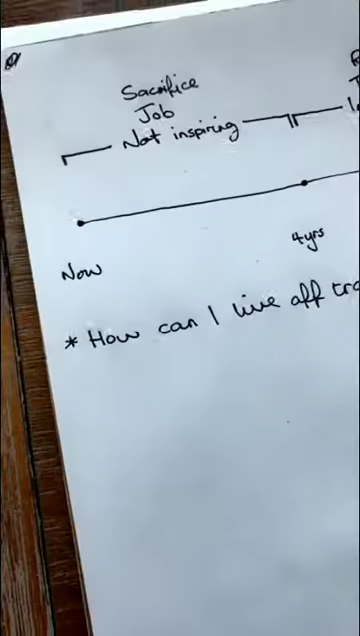 Sacrifice
Job
Not inspiring
Now
4yrs
* How can I live off